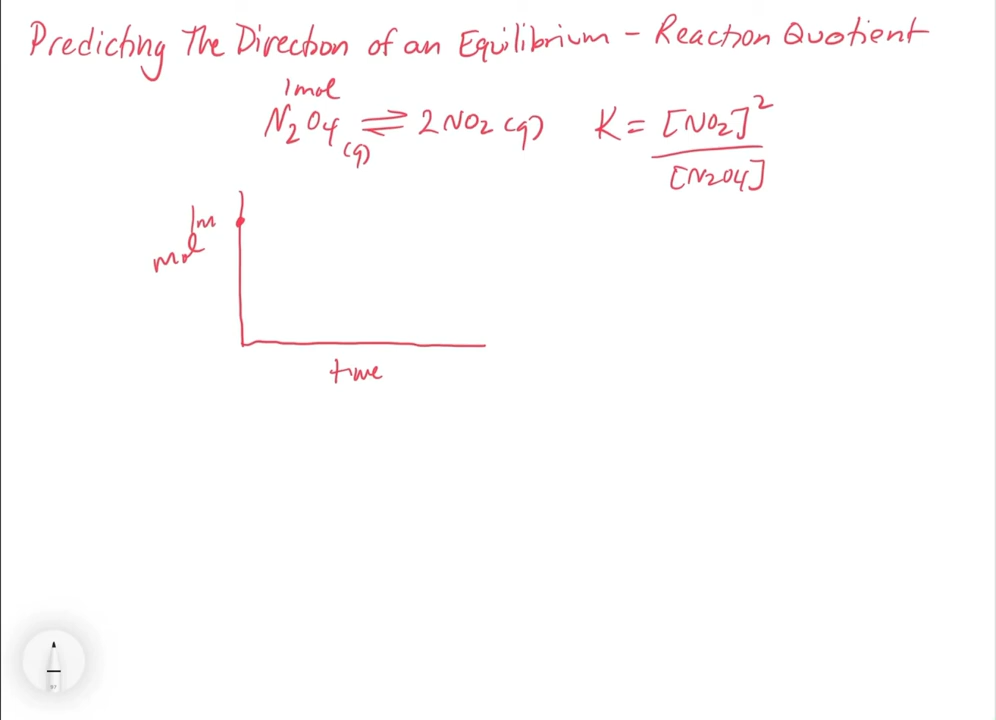 Predicting The Direction of an Equilibrium - Reaction Quotient
1mol
N₂O₄(g) ⇌ 2NO₂(g) K = [NO₂]² / [N₂O₄]
1m
mol
time